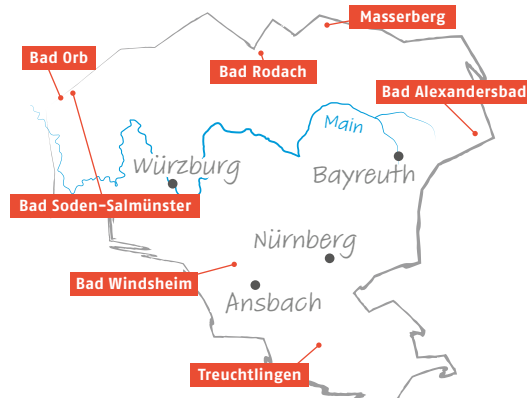 Masserberg
Bad Orb
Bad Rodach
Bad Alexandersbad
Main
Würzburg
Bayreuth
Bad Soden-Salmünster
Nürnberg
Bad Windsheim
Ansbach
Treuchtlingen